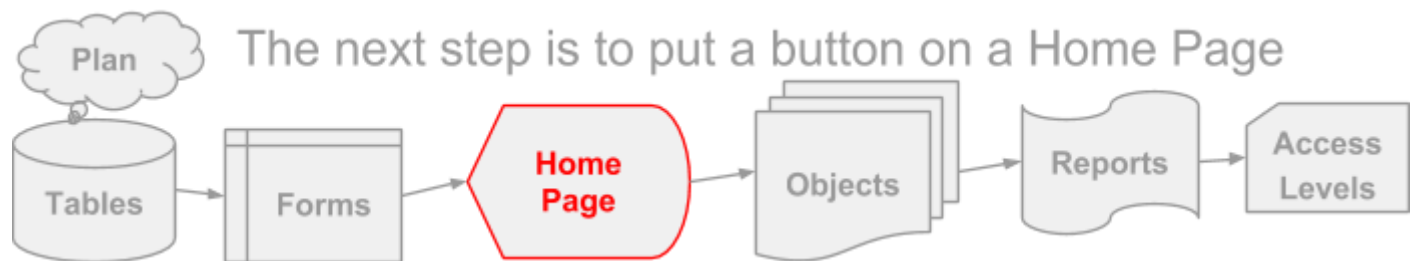 Plan
The next step is to put a button on a Home Page
Tables
Forms
Home
Page
Objects
Reports
Access
Levels